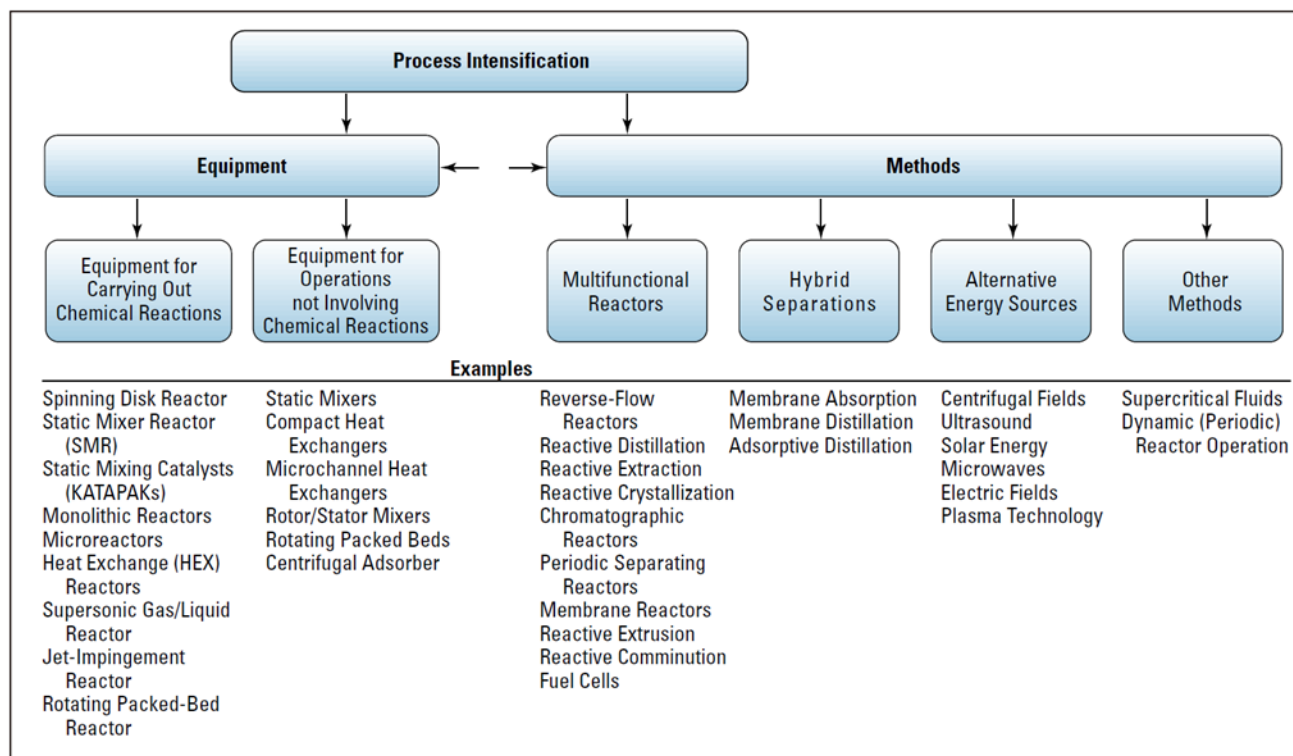 Process Intensification
Equipment
Methods
Equipment for
Carrying Out
Chemical Reactions
Equipment for
Operations
not Involving
Chemical Reactions
Multifunctional
Reactors
Hybrid
Separations
Alternative
Energy Sources
Other
Methods
Examples
Spinning Disk Reactor
Static Mixer Reactor
(SMR)
Static Mixing Catalysts
(KATAPAKs)
Monolithic Reactors
Microreactors
Heat Exchange (HEX)
Reactors
Supersonic Gas/Liquid
Reactor
Jet-Impingement
Reactor
Rotating Packed-Bed
Reactor
Static Mixers
Compact Heat
Exchangers
Microchannel Heat
Exchangers
Rotor/Stator Mixers
Rotating Packed Beds
Centrifugal Adsorber
Reverse-Flow
Reactors
Reactive Distillation
Reactive Extraction
Reactive Crystallization
Chromatographic
Reactors
Periodic Separating
Reactors
Membrane Reactors
Reactive Extrusion
Reactive Comminution
Fuel Cells
Membrane Absorption
Membrane Distillation
Adsorptive Distillation
Centrifugal Fields
Ultrasound
Solar Energy
Microwaves
Electric Fields
Plasma Technology
Supercritical Fluids
Dynamic (Periodic)
Reactor Operation